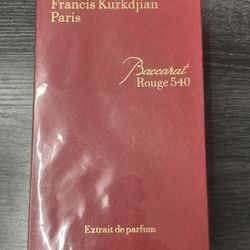 Francis Kurkdjian
Paris
Baccarat
Rouge 540
Extrait de parfum